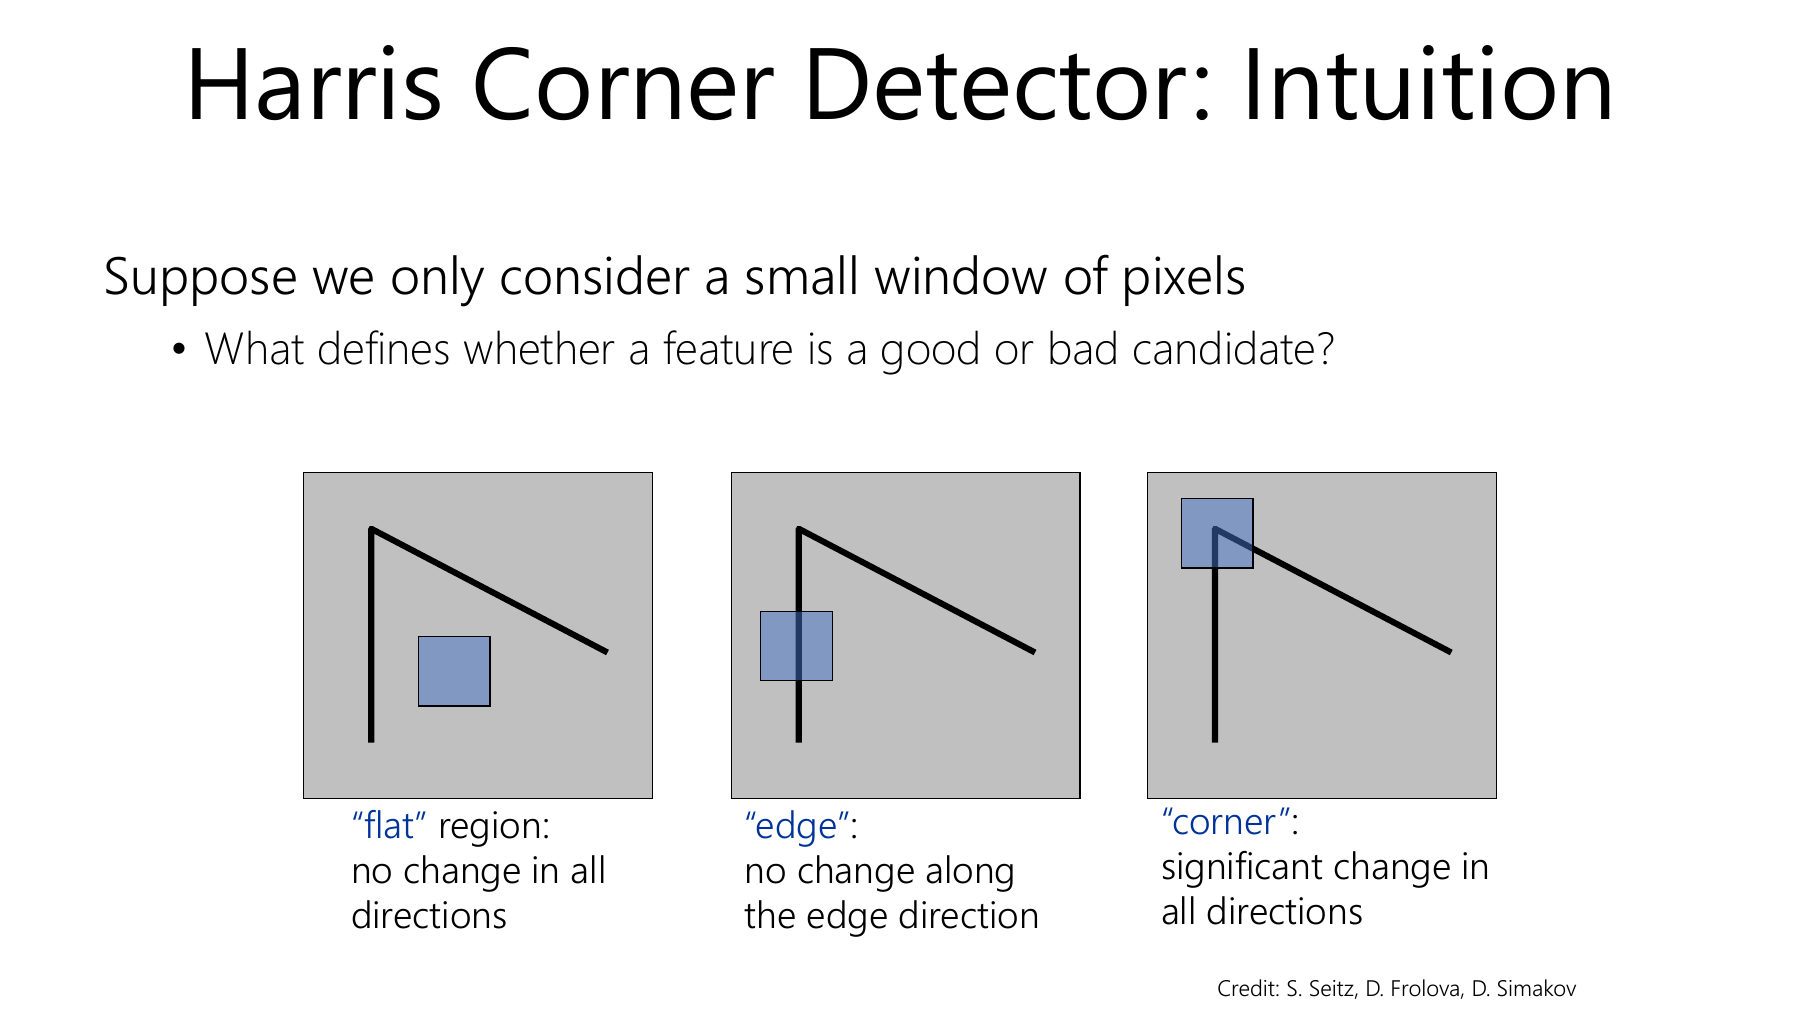 Harris Corner Detector: Intuition
Suppose we only consider a small window of pixels
• What defines whether a feature is a good or bad candidate?
“flat” region:
no change in all
directions
“edge”:
no change along
the edge direction
“corner”:
significant change in
all directions
Credit: S. Seitz, D. Frolova, D. Simakov